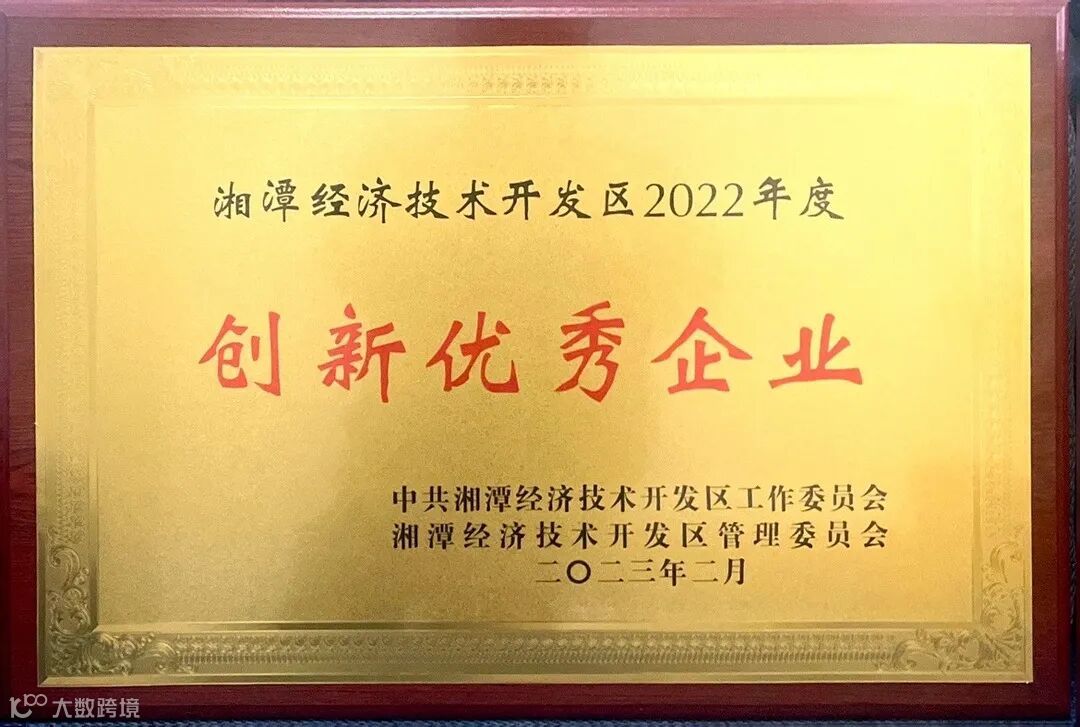 湘潭经济技术开发区2022年度
创新优秀企业
中共湘潭经济技术开发区工作委员会
湘潭经济技术开发区管理委员会
二〇二三年二月
大数跨境